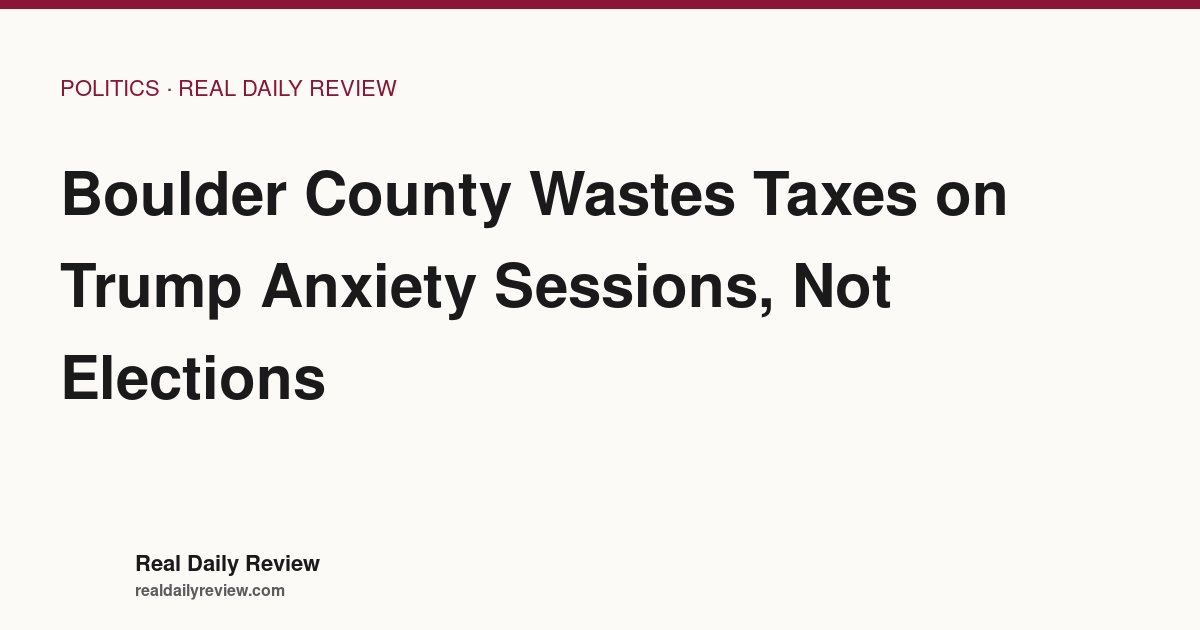 POLITICS · REAL DAILY REVIEW
Boulder County Wastes Taxes on
Trump Anxiety Sessions, Not
Elections
Real Daily Review
realdailyreview.com